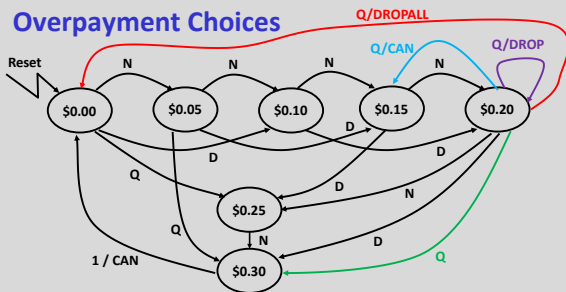 Overpayment Choices
Q/DROPALL
Reset
N
N
N
Q/CAN
N
Q/DROP
$0.00
$0.05
$0.10
$0.15
$0.20
D
D
D
Q
D
N
$0.25
Q
N
D
Q
1 / CAN
$0.30